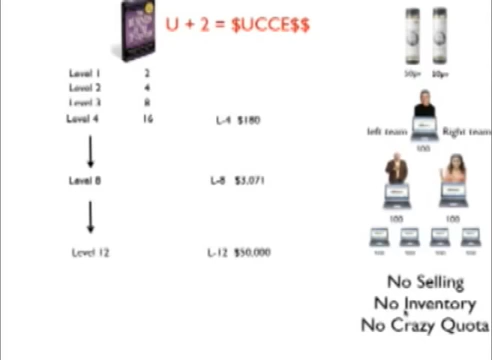 U + 2 = $UCCE$$
Level 1 2
Level 2 4
Level 3 8
Level 4 16 L-4 $180
Level 8 L-8 $3,071
Level 12 L-12 $50,000
left team Right team
100
100 100
No Selling
No Inventory
No Crazy Quota